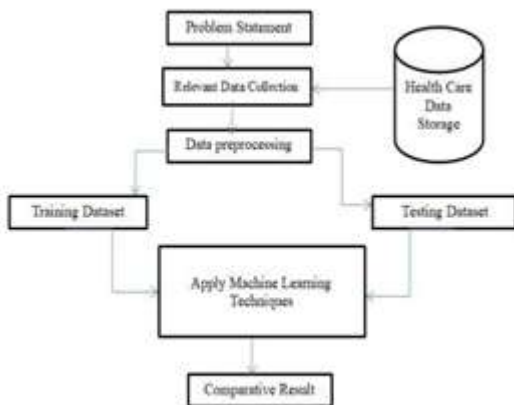 Problem Statement
Relevant Data Collection
Health Care
Data
Storage
Data preprocessing
Training Dataset
Testing Dataset
Apply Machine Learning
Techniques
Comparative Result